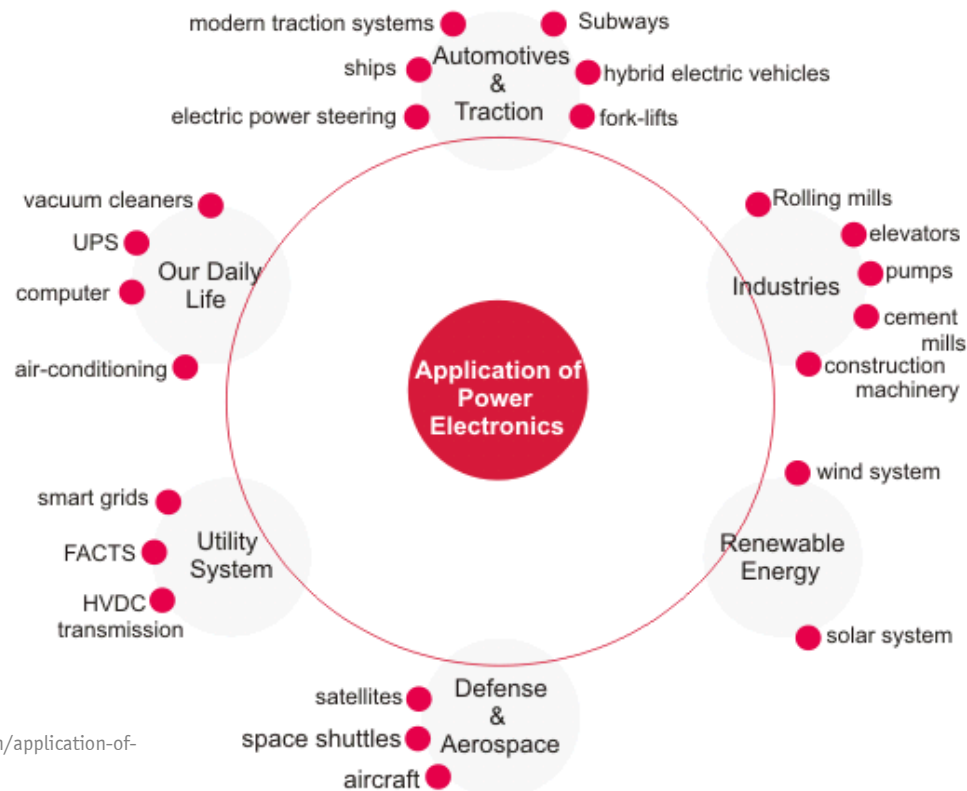 modern traction systems
Subways
ships
Automotives
&
Traction
hybrid electric vehicles
electric power steering
fork-lifts
vacuum cleaners
UPS
Our Daily
Life
computer
air-conditioning
Rolling mills
elevators
Industries
pumps
cement
mills
construction
machinery
Application of
Power
Electronics
smart grids
FACTS
Utility
System
HVDC
transmission
wind system
Renewable
Energy
solar system
satellites
Defense
&
Aerospace
space shuttles
aircraft
/application-of-